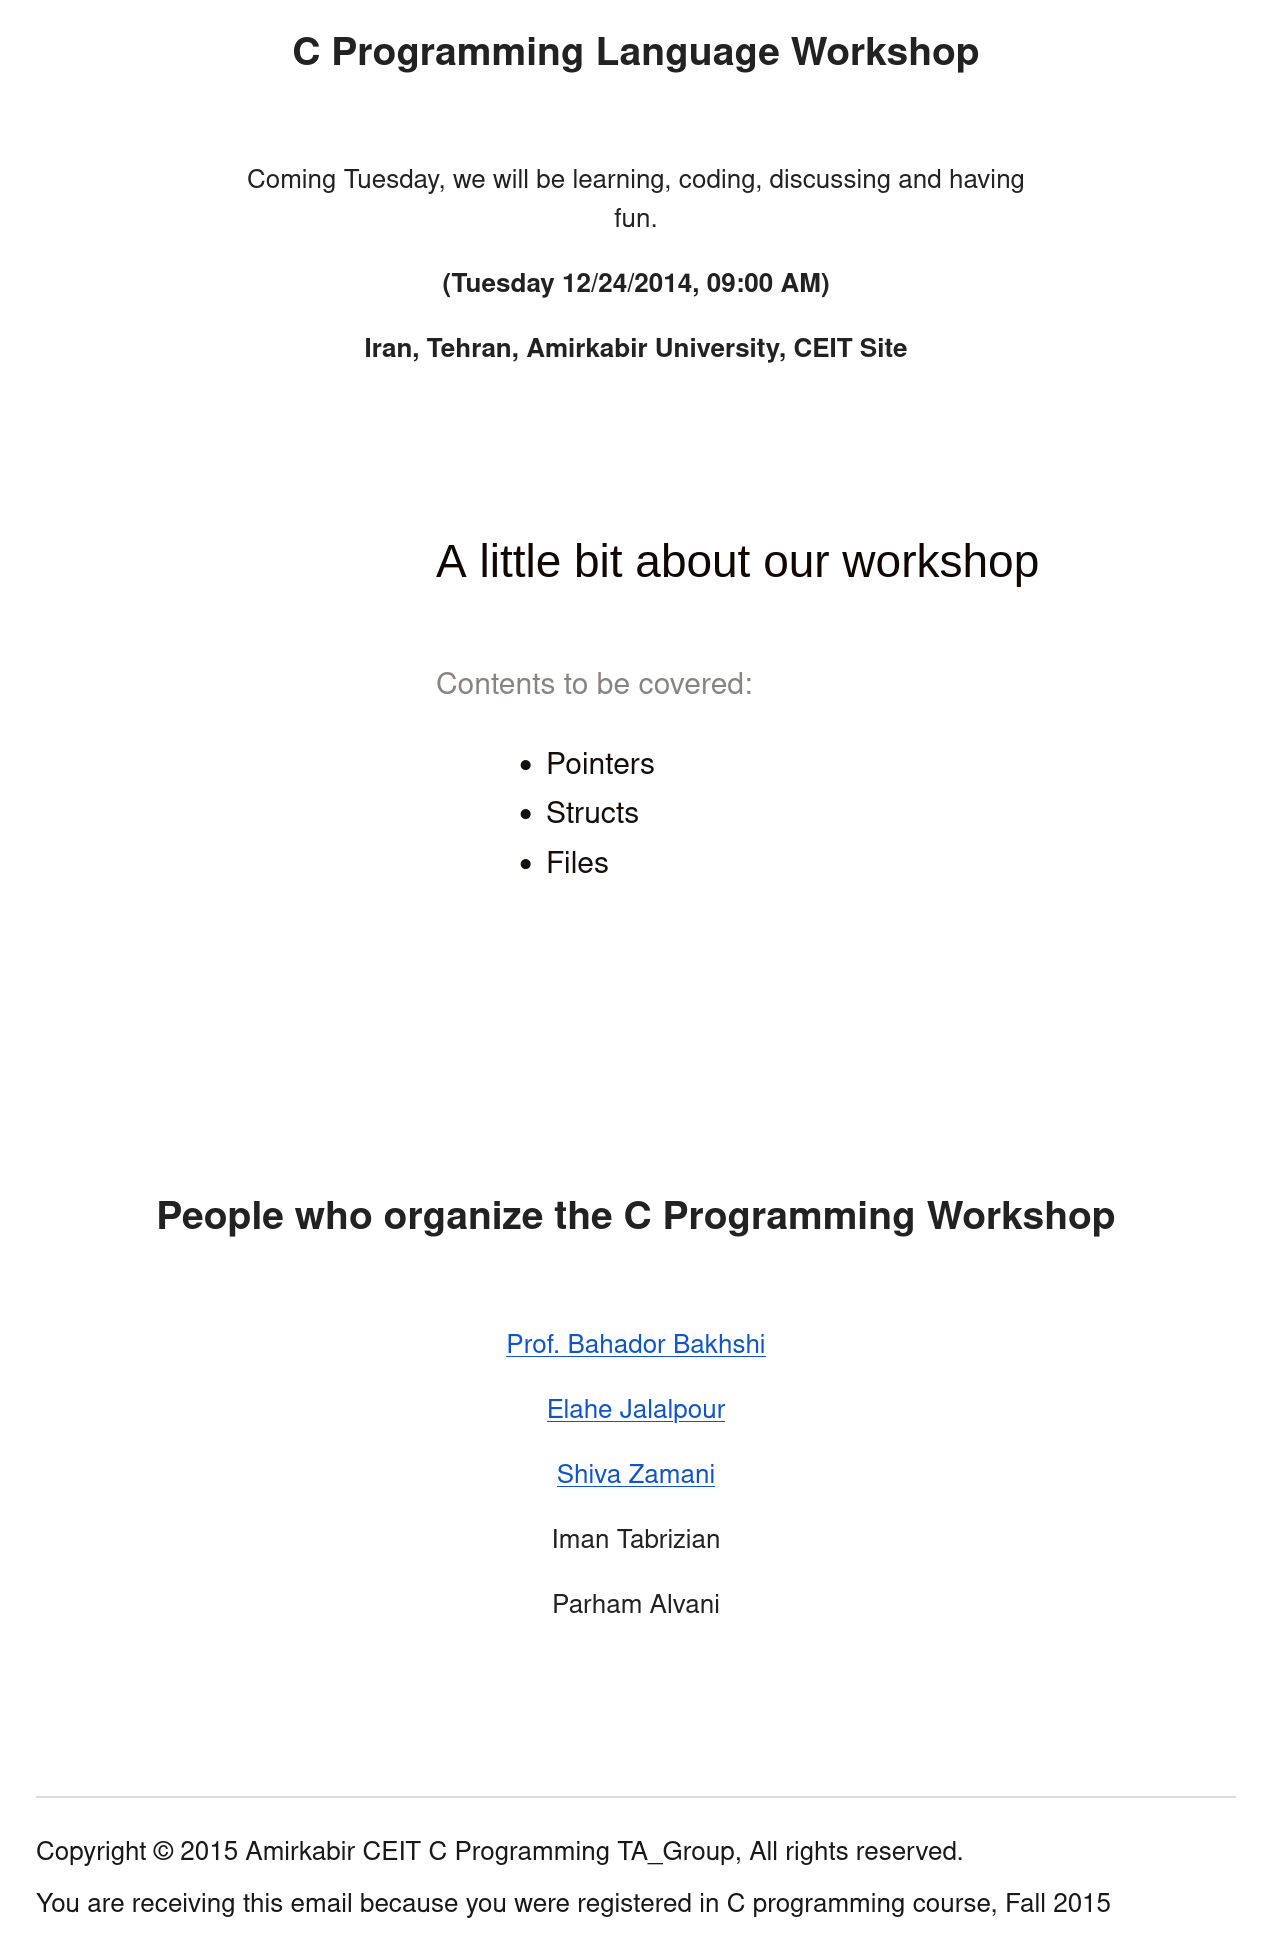 C Programming Language Workshop
Coming Tuesday, we will be learning, coding, discussing and having
fun.
(Tuesday 12/24/2014, 09:00 AM)
Iran, Tehran, Amirkabir University, CEIT Site
A little bit about our workshop
Contents to be covered:
• Pointers
• Structs
• Files
People who organize the C Programming Workshop
Prof. Bahador Bakhshi
Elahe Jalalpour
Shiva Zamani
Iman Tabrizian
Parham Alvani
Copyright © 2015 Amirkabir CEIT C Programming TA_Group, All rights reserved.
You are receiving this email because you were registered in C programming course, Fall 2015